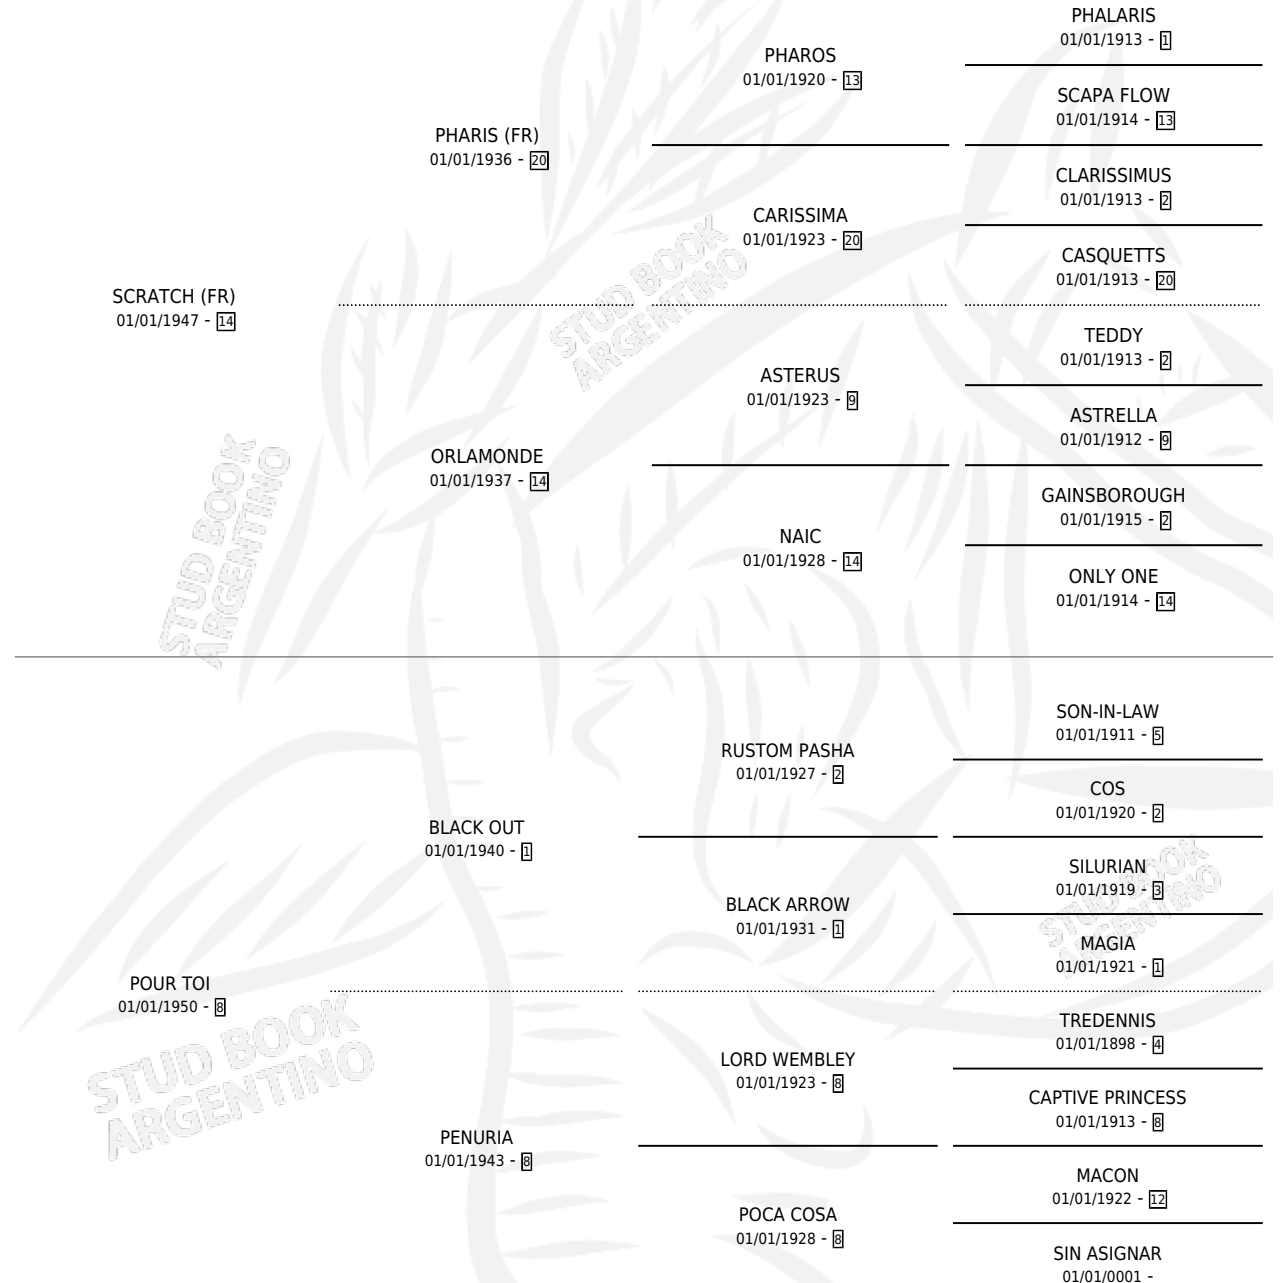 PHALARIS
01/01/1913 - 1
PHAROS
01/01/1920 - 13
SCAPA FLOW
01/01/1914 - 13
PHARIS (FR)
01/01/1936 - 20
CLARISSIMUS
01/01/1913 - 2
CARISSIMA
01/01/1923 - 20
CASQUETTS
01/01/1913 - 20
SCRATCH (FR)
01/01/1947 - 14
TEDDY
01/01/1913 - 2
ASTERUS
01/01/1923 - 9
ASTRELLA
01/01/1912 - 9
ORLAMONDE
01/01/1937 - 14
GAINSBOROUGH
01/01/1915 - 2
NAIC
01/01/1928 - 14
ONLY ONE
01/01/1914 - 14
SON-IN-LAW
01/01/1911 - 5
RUSTOM PASHA
01/01/1927 - 2
COS
01/01/1920 - 2
BLACK OUT
01/01/1940 - 1
SILURIAN
01/01/1919 - 3
BLACK ARROW
01/01/1931 - 1
MAGIA
01/01/1921 - 1
POUR TOI
01/01/1950 - 8
TREDENNIS
01/01/1898 - 4
LORD WEMBLEY
01/01/1923 - 8
CAPTIVE PRINCESS
01/01/1913 - 8
PENURIA
01/01/1943 - 8
MACON
01/01/1922 - 12
POCA COSA
01/01/1928 - 8
SIN ASIGNAR
01/01/0001 -
STUD BOOK
ARGENTINO
STUD BOOK
ARGENTINO
STUD BOOK
ARGENTINO
STUD BOOK
ARGENTINO